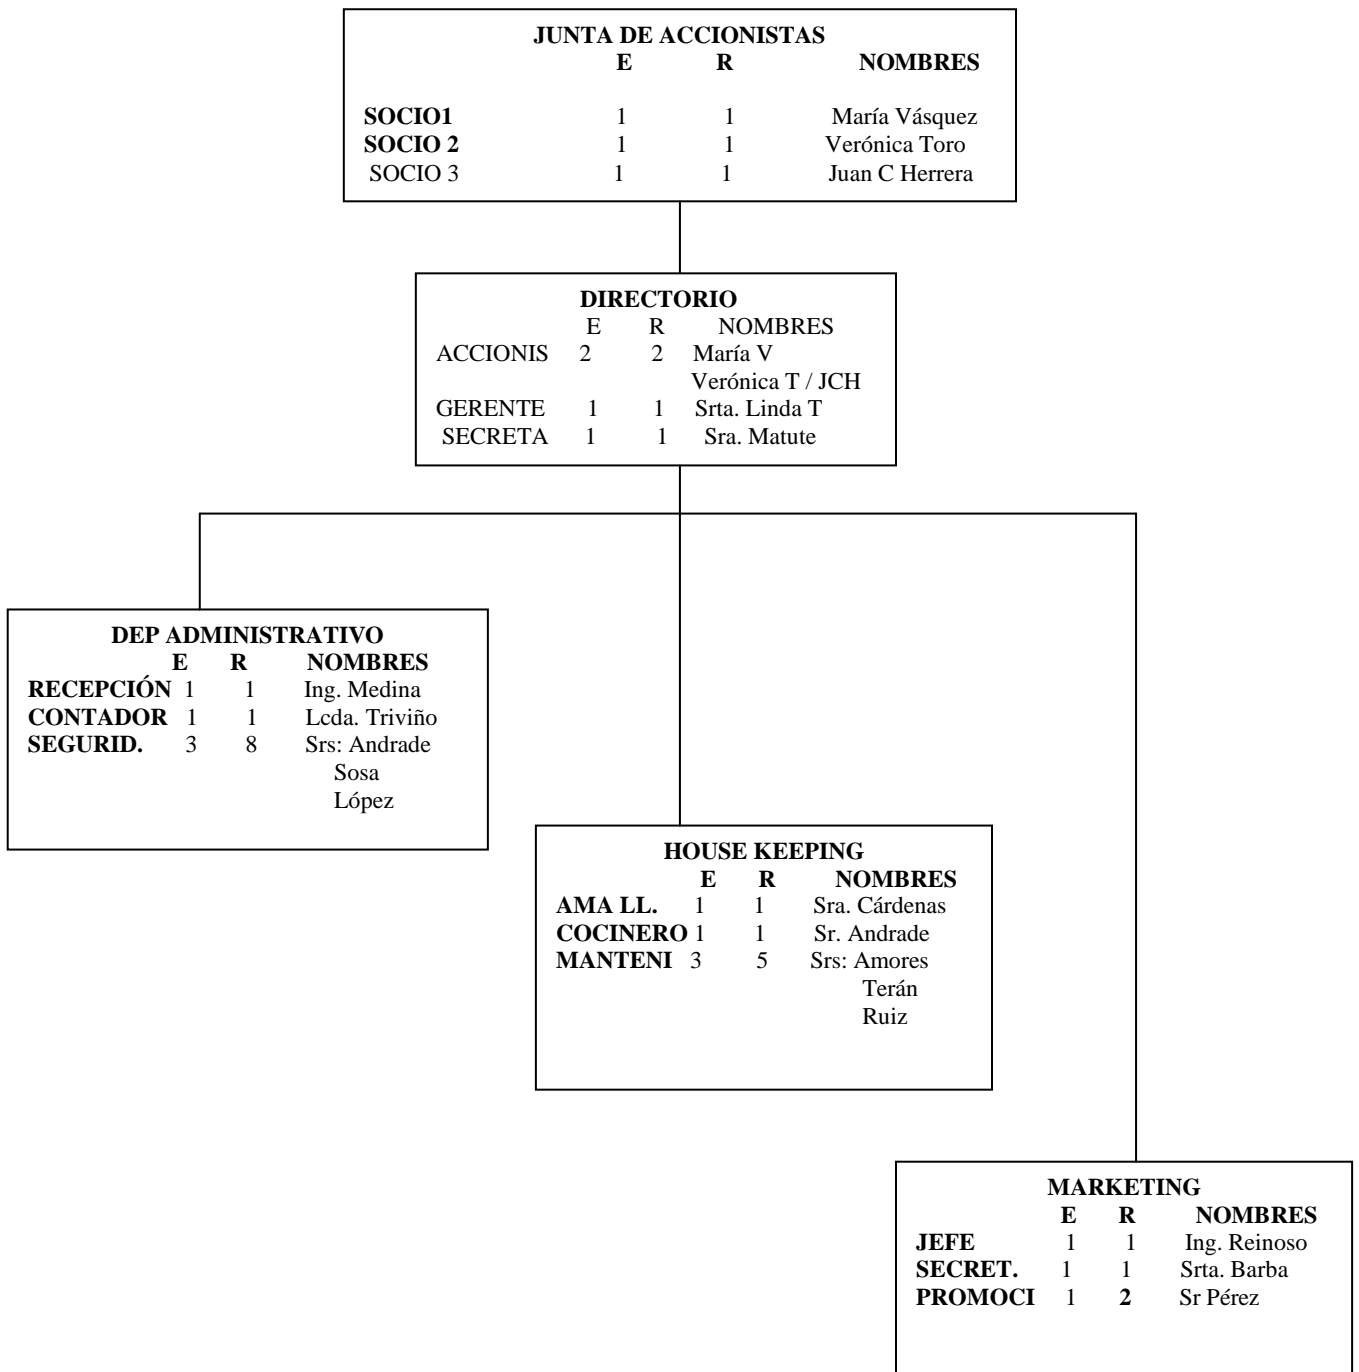 JUNTA DE ACCIONISTAS
E R NOMBRES
SOCIO1 1 1 María Vásquez
SOCIO 2 1 1 Verónica Toro
SOCIO 3 1 1 Juan C Herrera
DIRECTORIO
E R NOMBRES
ACCIONIS 2 2 María V
Verónica T / JCH
GERENTE 1 1 Srta. Linda T
SECRETA 1 1 Sra. Matute
DEP ADMINISTRATIVO
E R NOMBRES
RECEPCIÓN 1 1 Ing. Medina
CONTADOR 1 1 Lcda. Triviño
SEGURID. 3 8 Srs: Andrade
Sosa
López
HOUSE KEEPING
E R NOMBRES
AMA LL. 1 1 Sra. Cárdenas
COCINERO 1 1 Sr. Andrade
MANTENI 3 5 Srs: Amores
Terán
Ruiz
MARKETING
E R NOMBRES
JEFE 1 1 Ing. Reinoso
SECRET. 1 1 Srta. Barba
PROMOCI 1 2 Sr Pérez